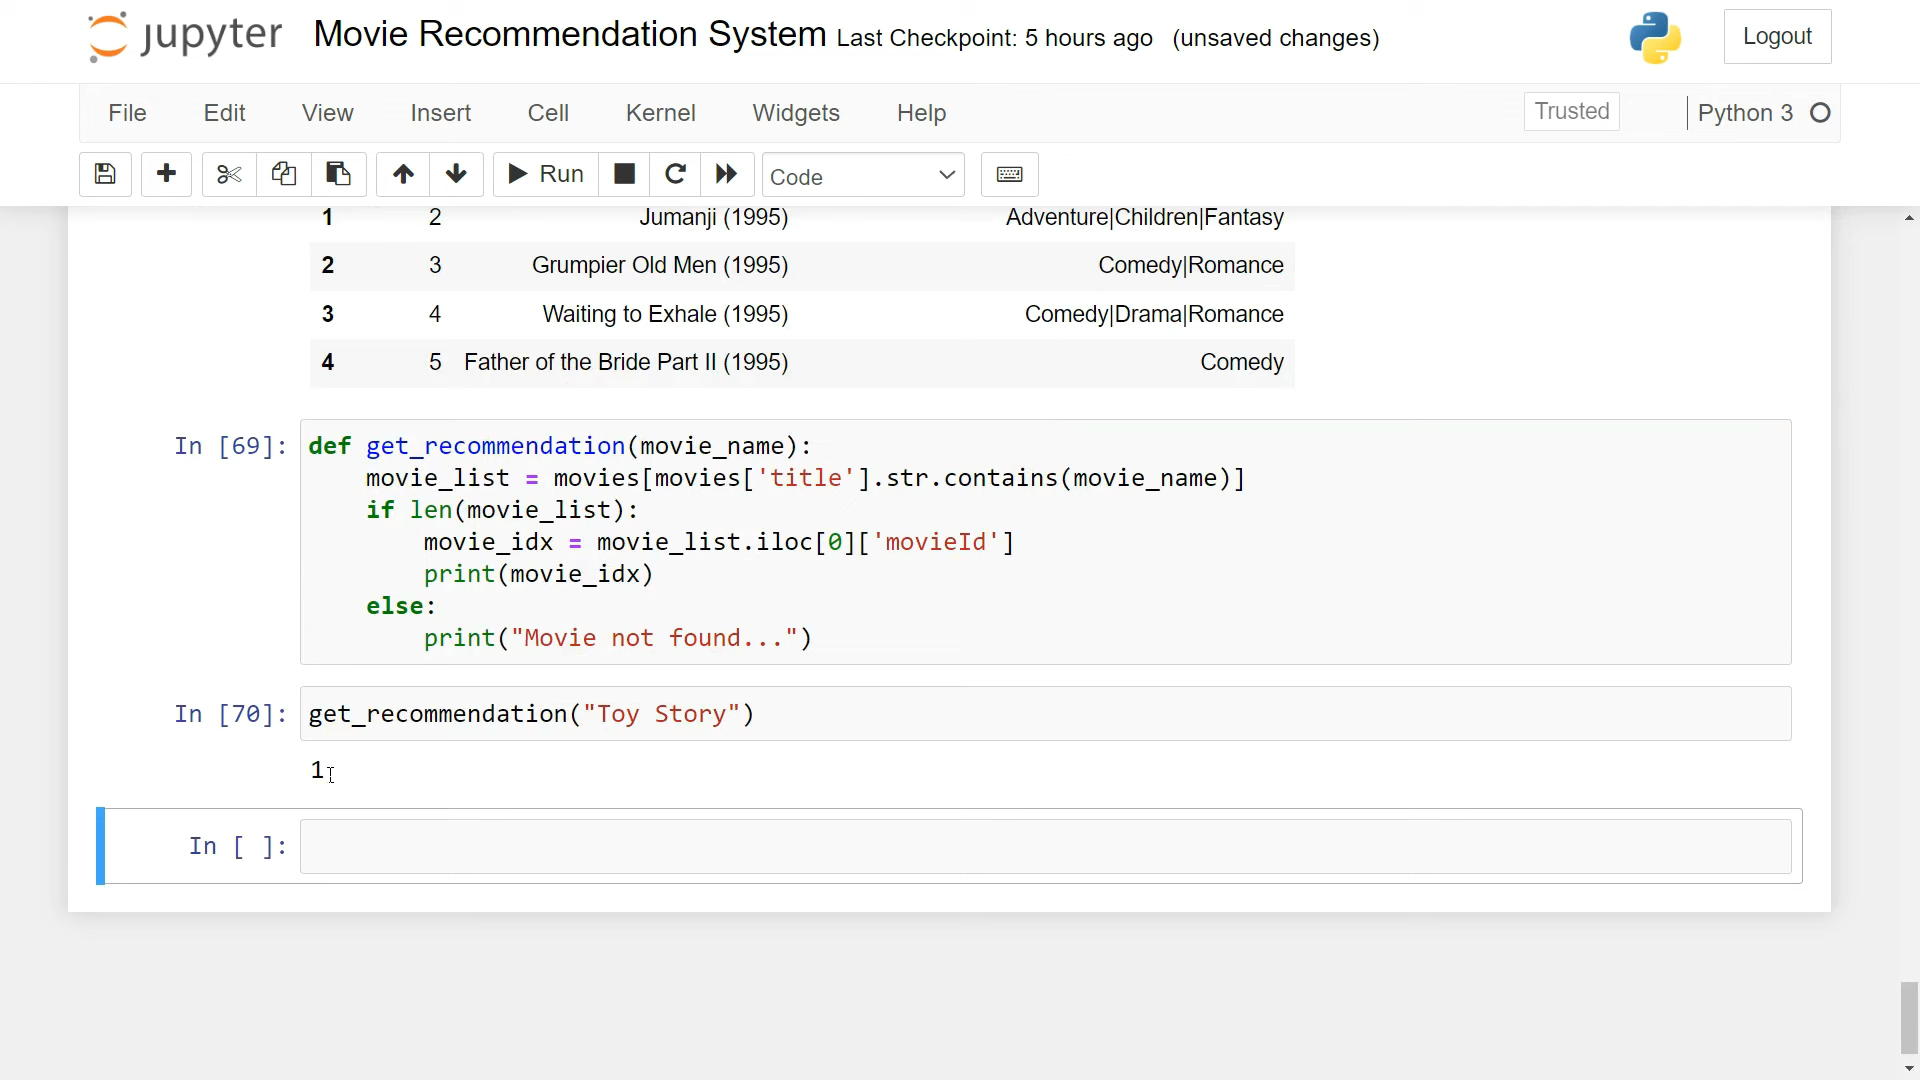 jupyter Movie Recommendation System Last Checkpoint: 5 hours ago (unsaved changes) Logout
File Edit View Insert Cell Kernel Widgets Help Trusted Python 3
Run Code
1 2 Jumanji (1995) Adventure|Children|Fantasy
2 3 Grumpier Old Men (1995) Comedy|Romance
3 4 Waiting to Exhale (1995) Comedy|Drama|Romance
4 5 Father of the Bride Part II (1995) Comedy
In [69]: def get_recommendation(movie_name):
    movie_list = movies[movies['title'].str.contains(movie_name)]
    if len(movie_list):
        movie_idx = movie_list.iloc[0]['movieId']
        print(movie_idx)
    else:
        print("Movie not found...")
In [70]: get_recommendation("Toy Story")
1
In [ ]: